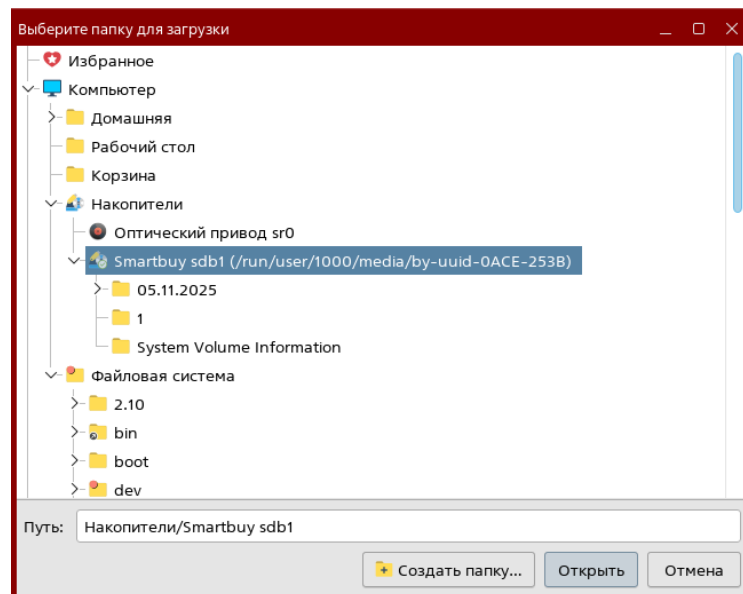 Выберите папку для загрузки
Избранное
Компьютер
Домашняя
Рабочий стол
Корзина
Накопители
Оптический привод sr0
Smartbuy sdb1 (/run/user/1000/media/by-uuid-0ACE-253B)
05.11.2025
1
System Volume Information
Файловая система
2.10
bin
boot
dev
Путь: Накопители/Smartbuy sdb1
Создать папку... Открыть Отмена